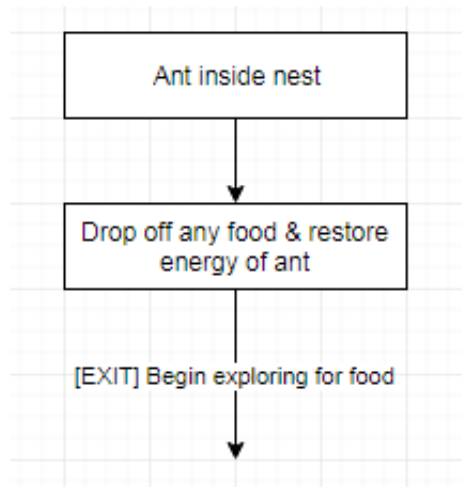 Ant inside nest
Drop off any food & restore
energy of ant
[EXIT] Begin exploring for food